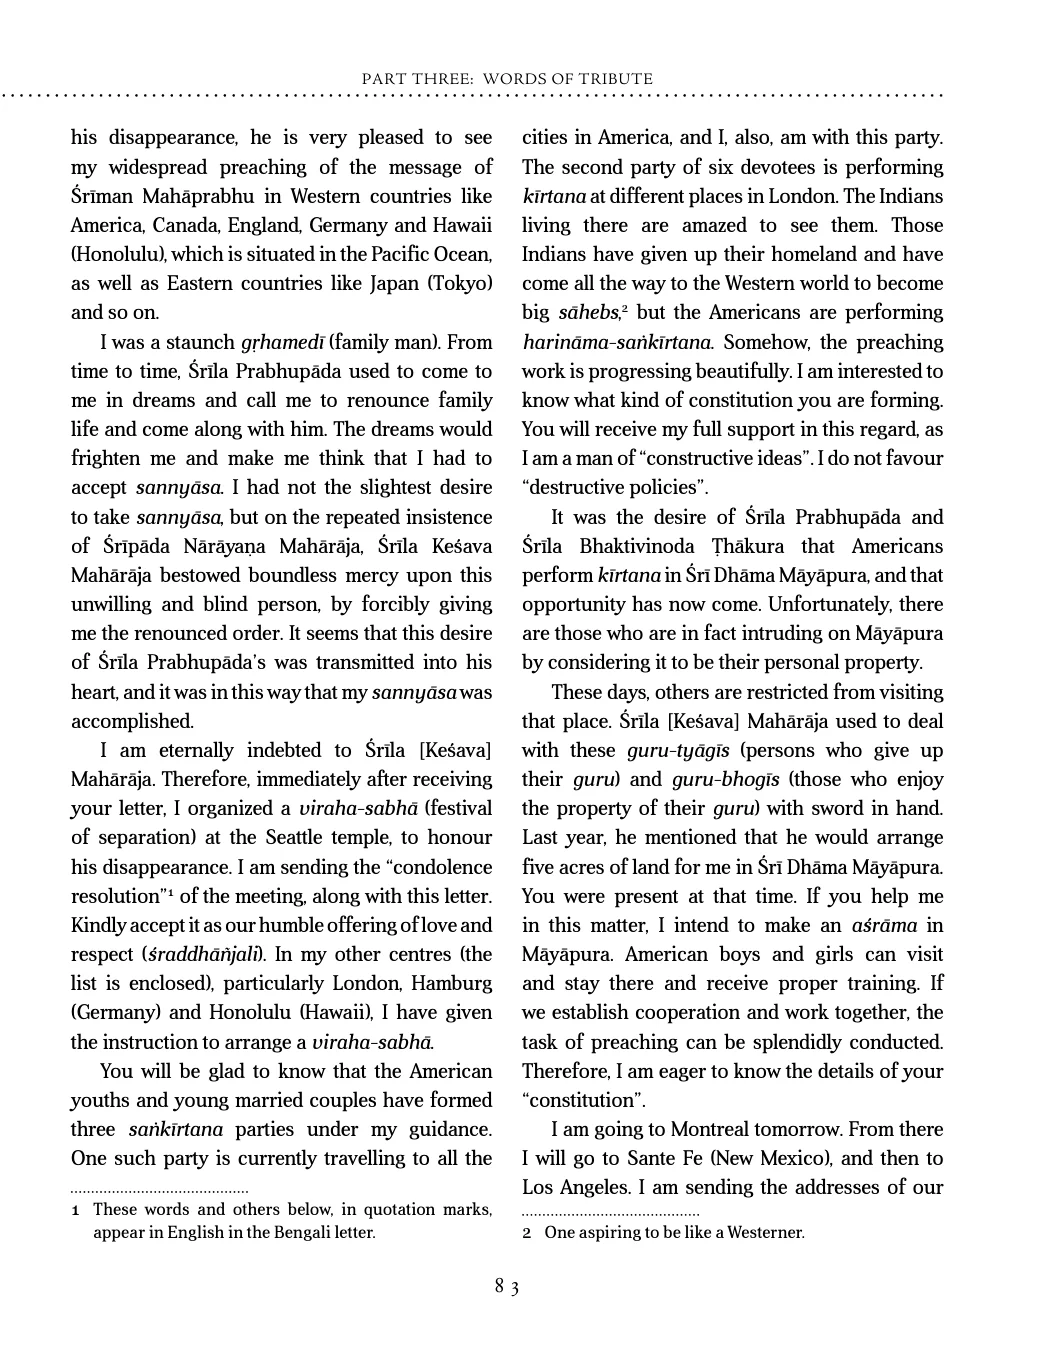 PART THREE: WORDS OF TRIBUTE
his disappearance, he is very pleased to see
my widespread preaching of the message of
Śrīman Mahāprabhu in Western countries like
America, Canada, England, Germany and Hawaii
(Honolulu), which is situated in the Pacific Ocean,
as well as Eastern countries like Japan (Tokyo)
and so on.
I was a staunch gṛhamedī (family man). From
time to time, Śrīla Prabhupāda used to come to
me in dreams and call me to renounce family
life and come along with him. The dreams would
frighten me and make me think that I had to
accept sannyāsa. I had not the slightest desire
to take sannyāsa, but on the repeated insistence
of Śrīpāda Nārāyaṇa Mahārāja, Śrīla Keśava
Mahārāja bestowed boundless mercy upon this
unwilling and blind person, by forcibly giving
me the renounced order. It seems that this desire
of Śrīla Prabhupāda’s was transmitted into his
heart, and it was in this way that my sannyāsa was
accomplished.
I am eternally indebted to Śrīla [Keśava]
Mahārāja. Therefore, immediately after receiving
your letter, I organized a viraha-sabhā (festival
of separation) at the Seattle temple, to honour
his disappearance. I am sending the “condolence
resolution”¹ of the meeting, along with this letter.
Kindly accept it as our humble offering of love and
respect (śraddhāñjali). In my other centres (the
list is enclosed), particularly London, Hamburg
(Germany) and Honolulu (Hawaii), I have given
the instruction to arrange a viraha-sabhā.
You will be glad to know that the American
youths and young married couples have formed
three saṅkīrtana parties under my guidance.
One such party is currently travelling to all the
1 These words and others below, in quotation marks,
appear in English in the Bengali letter.
cities in America, and I, also, am with this party.
The second party of six devotees is performing
kīrtana at different places in London. The Indians
living there are amazed to see them. Those
Indians have given up their homeland and have
come all the way to the Western world to become
big sāhebs,² but the Americans are performing
harināma-saṅkīrtana. Somehow, the preaching
work is progressing beautifully. I am interested to
know what kind of constitution you are forming.
You will receive my full support in this regard, as
I am a man of “constructive ideas”. I do not favour
“destructive policies”.
It was the desire of Śrīla Prabhupāda and
Śrīla Bhaktivinoda Ṭhākura that Americans
perform kīrtana in Śrī Dhāma Māyāpura, and that
opportunity has now come. Unfortunately, there
are those who are in fact intruding on Māyāpura
by considering it to be their personal property.
These days, others are restricted from visiting
that place. Śrīla [Keśava] Mahārāja used to deal
with these guru-tyāgīs (persons who give up
their guru) and guru-bhogīs (those who enjoy
the property of their guru) with sword in hand.
Last year, he mentioned that he would arrange
five acres of land for me in Śrī Dhāma Māyāpura.
You were present at that time. If you help me
in this matter, I intend to make an aśrāma in
Māyāpura. American boys and girls can visit
and stay there and receive proper training. If
we establish cooperation and work together, the
task of preaching can be splendidly conducted.
Therefore, I am eager to know the details of your
“constitution”.
I am going to Montreal tomorrow. From there
I will go to Sante Fe (New Mexico), and then to
Los Angeles. I am sending the addresses of our
2 One aspiring to be like a Westerner.
83